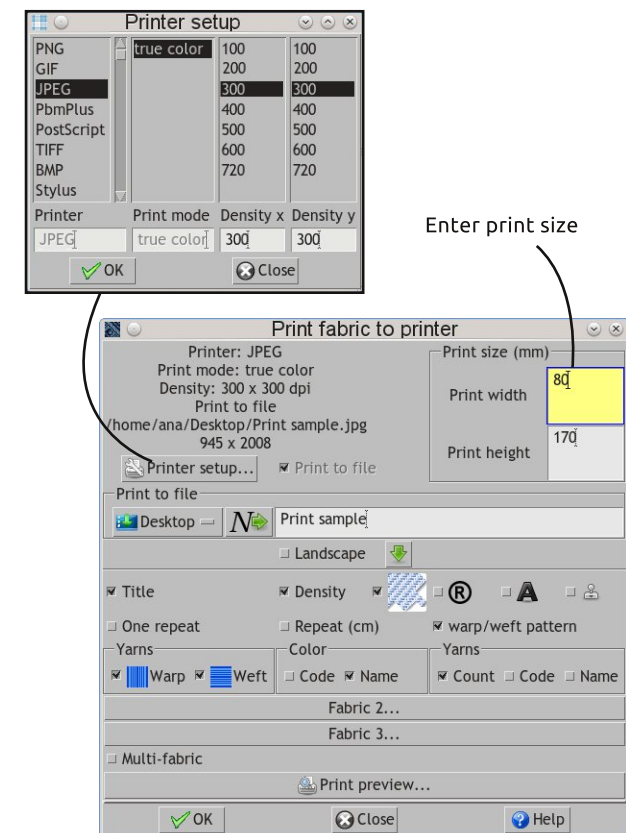 Printer setup
PNG
GIF
JPEG
PbmPlus
PostScript
TIFF
BMP
Stylus
true color
100
200
300
400
500
600
720
100
200
300
400
500
600
720
Printer Print mode Density x Density y
JPEG true color 300 300
OK Close
Enter print size
Print fabric to printer
Printer: JPEG
Print mode: true color
Density: 300 x 300 dpi
Print to file
/home/ana/Desktop/Print sample.jpg
945 x 2008
Printer setup... Print to file
Print size (mm)
Print width 80
Print height 170
Print to file
Desktop N Print sample
Landscape
Title Density ® A
One repeat Repeat (cm) warp/weft pattern
Yarns Color Yarns
Warp Weft Code Name Count Code Name
Fabric 2...
Fabric 3...
Multi-fabric
Print preview...
OK Close Help